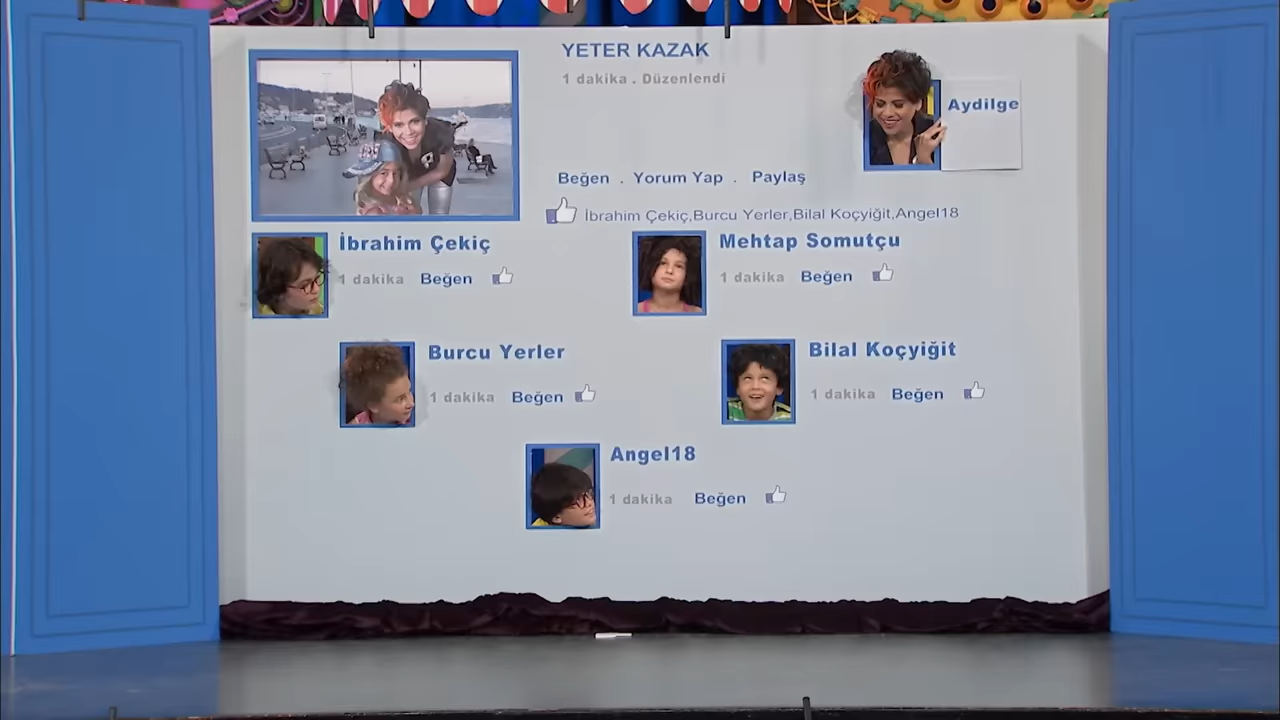 YETER KAZAK
1 dakika . Düzenlendi
Aydilge
Beğen . Yorum Yap . Paylaş
İbrahim Çekiç,Burcu Yerler,Bilal Koçyiğit,Angel18
İbrahim Çekiç
1 dakika Beğen
Mehtap Somutçu
1 dakika Beğen
Burcu Yerler
1 dakika Beğen
Bilal Koçyiğit
1 dakika Beğen
Angel18
1 dakika Beğen